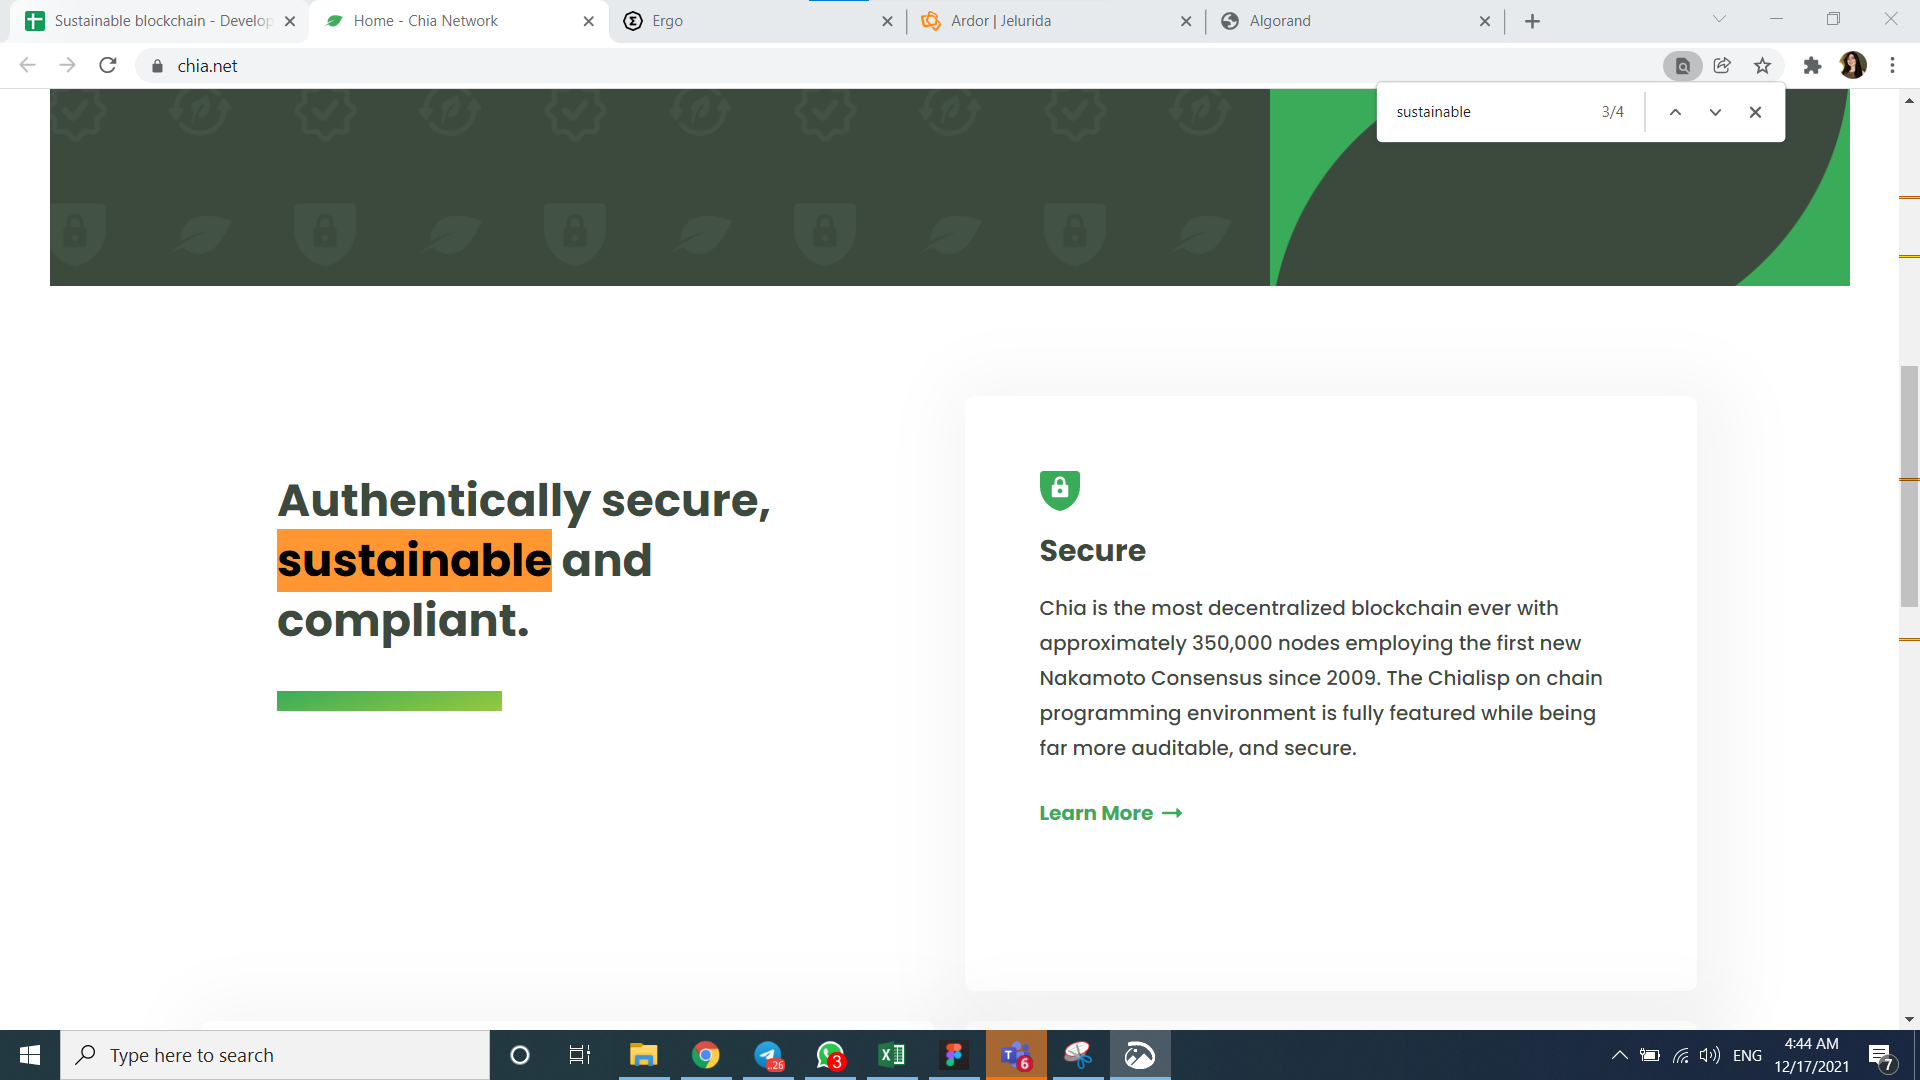 Sustainable blockchain - Develop
Home - Chia Network
Ergo
Ardor | Jelurida
Algorand
chia.net
sustainable
3/4
Authentically secure,
sustainable and
compliant.
Secure
Chia is the most decentralized blockchain ever with
approximately 350,000 nodes employing the first new
Nakamoto Consensus since 2009. The Chialisp on chain
programming environment is fully featured while being
far more auditable, and secure.
Learn More →
Type here to search
..26
3
T
6
ENG
4:44 AM
12/17/2021
7